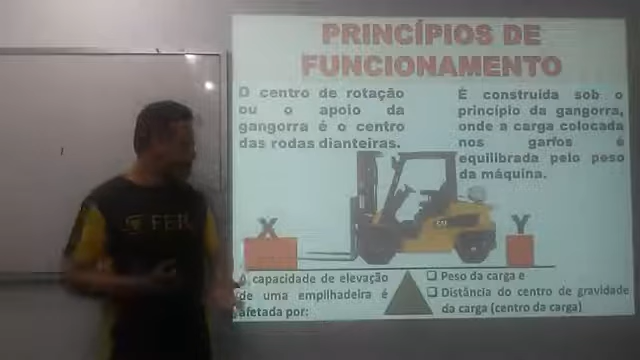 PRINCÍPIOS DE
FUNCIONAMENTO
O centro de rotação
ou o apoio da
gangorra é o centro
das rodas dianteiras.
É construída sob o
princípio da gangorra,
onde a carga colocada
nos garfos é
equilibrada pelo peso
da máquina.
X
Y
A capacidade de elevação
de uma empilhadeira é
afetada por:
❑ Peso da carga e
❑ Distância do centro de gravidade
da carga (centro da carga)